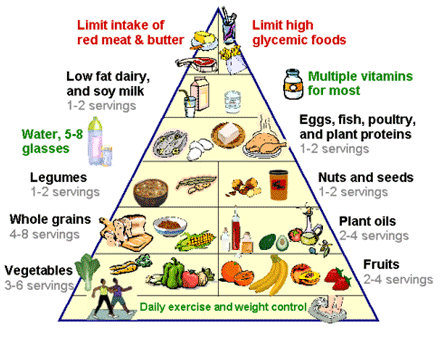 Limit intake of
red meat & butter
Limit high
glycemic foods
Low fat dairy,
and soy milk
1-2 servings
Multiple vitamins
for most
Water, 5-8
glasses
Eggs, fish, poultry,
and plant proteins
1-2 servings
Legumes
1-2 servings
Nuts and seeds
1-2 servings
Whole grains
4-8 servings
Plant oils
2-4 servings
Vegetables
3-6 servings
Fruits
2-4 servings
Daily exercise and weight control